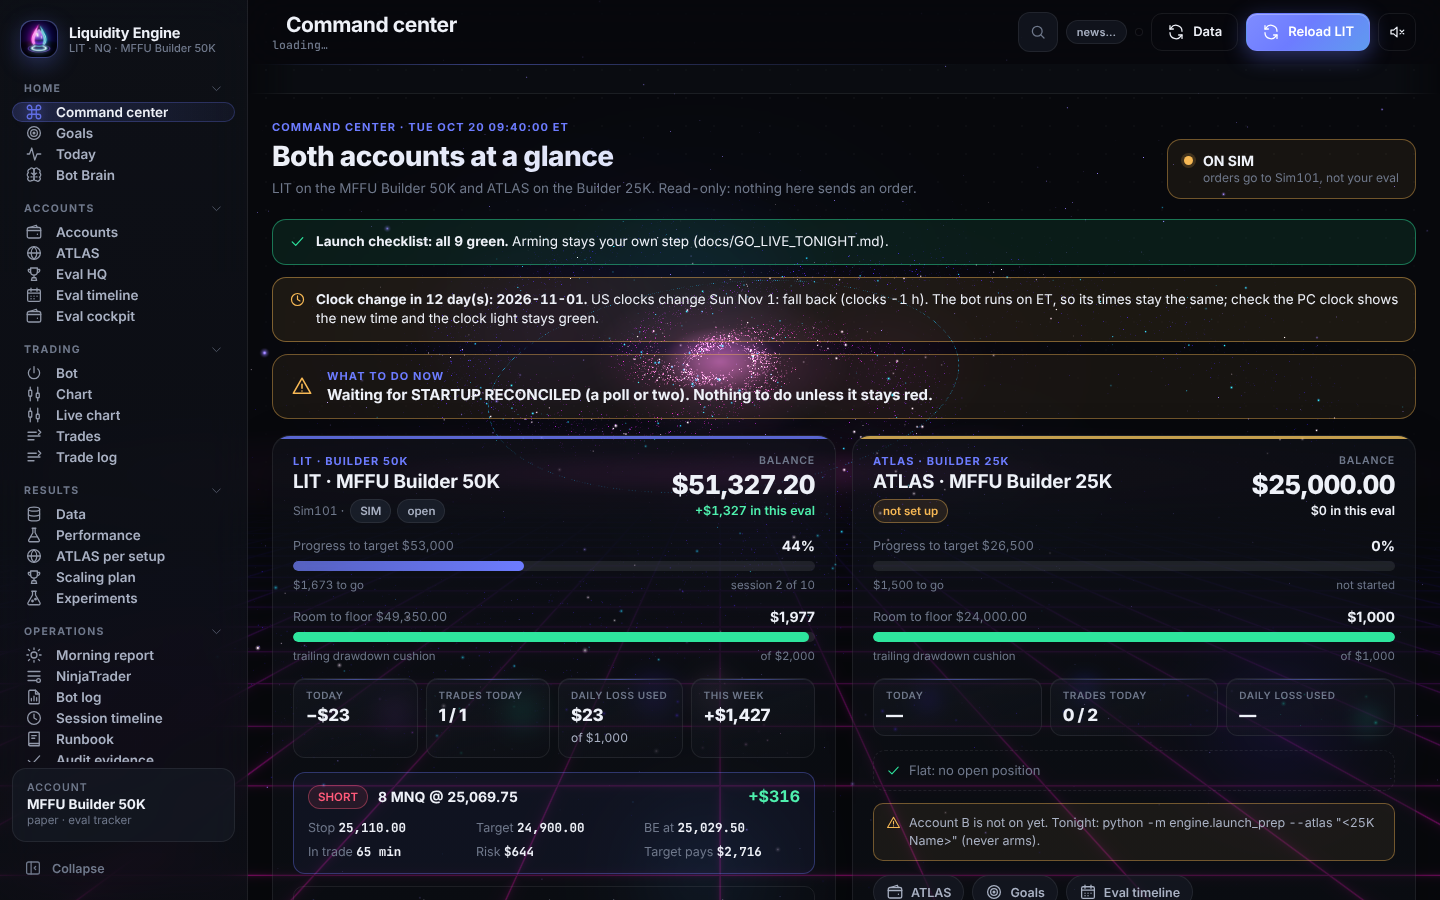 Liquidity Engine
LIT · NQ · MFFU Builder 50K
HOME
Command center
Goals
Today
Bot Brain
ACCOUNTS
Accounts
ATLAS
Eval HQ
Eval timeline
Eval cockpit
TRADING
Bot
Chart
Live chart
Trades
Trade log
RESULTS
Data
Performance
ATLAS per setup
Scaling plan
Experiments
OPERATIONS
Morning report
NinjaTrader
Bot log
Session timeline
Runbook
Audit evidence
ACCOUNT
MFFU Builder 50K
paper · eval tracker
Collapse
Command center
loading…
news…
Data
Reload LIT
COMMAND CENTER · TUE OCT 20 09:40:00 ET
Both accounts at a glance
LIT on the MFFU Builder 50K and ATLAS on the Builder 25K. Read-only: nothing here sends an order.
ON SIM
orders go to Sim101, not your eval
Launch checklist: all 9 green. Arming stays your own step (docs/GO_LIVE_TONIGHT.md).
Clock change in 12 day(s): 2026-11-01. US clocks change Sun Nov 1: fall back (clocks -1 h). The bot runs on ET, so its times stay the same; check the PC clock shows
the new time and the clock light stays green.
WHAT TO DO NOW
Waiting for STARTUP RECONCILED (a poll or two). Nothing to do unless it stays red.
LIT · BUILDER 50K
BALANCE
LIT · MFFU Builder 50K
$51,327.20
Sim101 · SIM open
+$1,327 in this eval
Progress to target $53,000
44%
$1,673 to go
session 2 of 10
Room to floor $49,350.00
$1,977
trailing drawdown cushion
of $2,000
TODAY
−$23
TRADES TODAY
1 / 1
DAILY LOSS USED
$23
of $1,000
THIS WEEK
+$1,427
SHORT 8 MNQ @ 25,069.75
+$316
Stop 25,110.00
Target 24,900.00
BE at 25,029.50
In trade 65 min
Risk $644
Target pays $2,716
ATLAS · BUILDER 25K
BALANCE
ATLAS · MFFU Builder 25K
$25,000.00
not set up
$0 in this eval
Progress to target $26,500
0%
$1,500 to go
not started
Room to floor $24,000.00
$1,000
trailing drawdown cushion
of $1,000
TODAY
—
TRADES TODAY
0 / 2
DAILY LOSS USED
—
Flat: no open position
Account B is not on yet. Tonight: python -m engine.launch_prep --atlas "<25K
Name>" (never arms).
ATLAS
Goals
Eval timeline